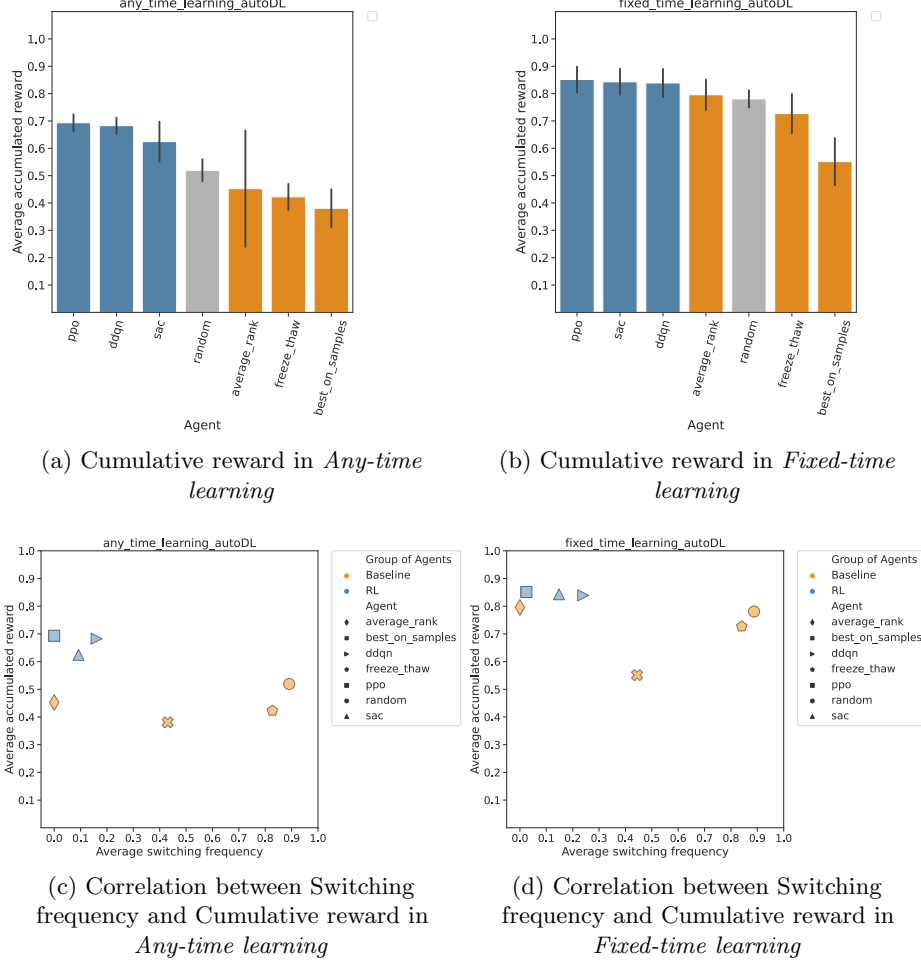 any_time_learning_autoDL
1.0
0.9
0.8
0.7
0.6
0.5
0.4
0.3
0.2
0.1
Average accumulated reward
ppo
ddqn
sac
random
average_rank
freeze_thaw
best_on_samples
Agent
(a) Cumulative reward in Any-time
learning
fixed_time_learning_autoDL
1.0
0.9
0.8
0.7
0.6
0.5
0.4
0.3
0.2
0.1
Average accumulated reward
ppo
sac
ddqn
average_rank
random
freeze_thaw
best_on_samples
Agent
(b) Cumulative reward in Fixed-time
learning
any_time_learning_autoDL
1.0
0.9
0.8
0.7
0.6
0.5
0.4
0.3
0.2
0.1
Average accumulated reward
0.0 0.1 0.2 0.3 0.4 0.5 0.6 0.7 0.8 0.9 1.0
Average switching frequency
Group of Agents
Baseline
RL
Agent
average_rank
best_on_samples
ddqn
freeze_thaw
ppo
random
sac
(c) Correlation between Switching
frequency and Cumulative reward in
Any-time learning
fixed_time_learning_autoDL
1.0
0.9
0.8
0.7
0.6
0.5
0.4
0.3
0.2
0.1
Average accumulated reward
0.0 0.1 0.2 0.3 0.4 0.5 0.6 0.7 0.8 0.9 1.0
Average switching frequency
Group of Agents
Baseline
RL
Agent
average_rank
best_on_samples
ddqn
freeze_thaw
ppo
random
sac
(d) Correlation between Switching
frequency and Cumulative reward in
Fixed-time learning